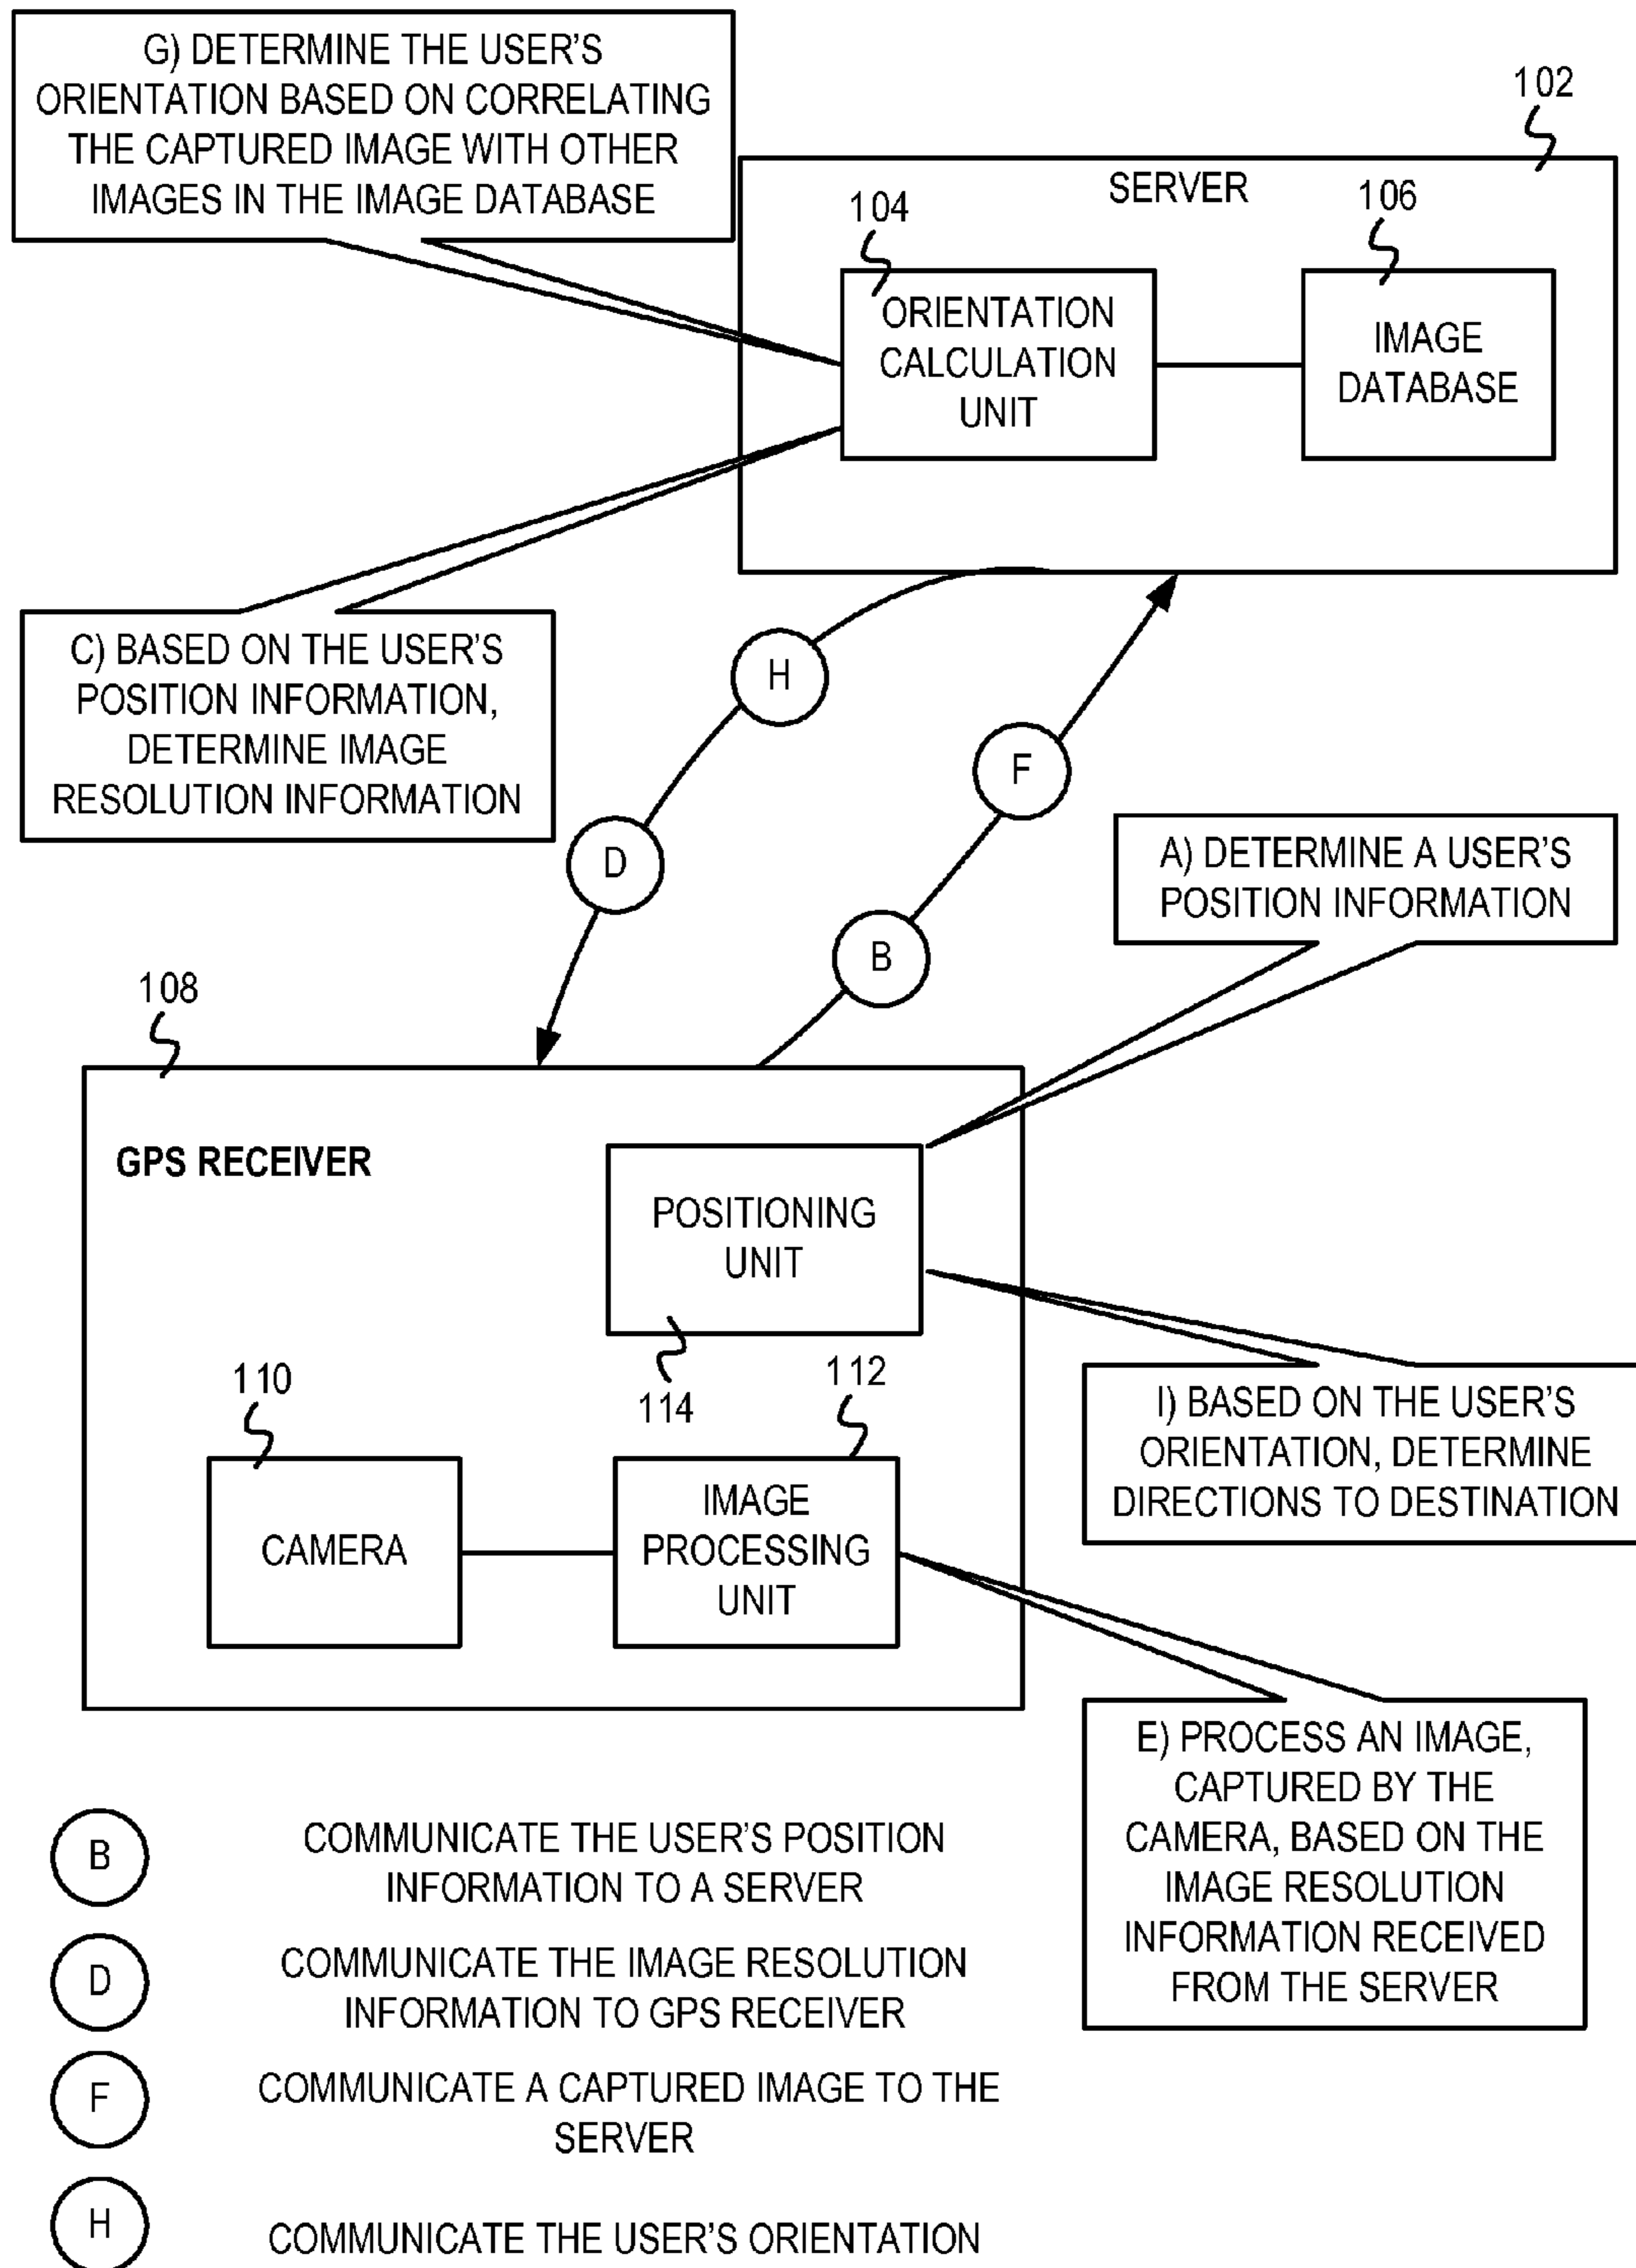 G) DETERMINE THE USER'S
ORIENTATION BASED ON CORRELATING
THE CAPTURED IMAGE WITH OTHER
IMAGES IN THE IMAGE DATABASE
102
SERVER
104
106
ORIENTATION
CALCULATION
UNIT
IMAGE
DATABASE
C) BASED ON THE USER'S
POSITION INFORMATION,
DETERMINE IMAGE
RESOLUTION INFORMATION
H
F
D
B
A) DETERMINE A USER'S
POSITION INFORMATION
108
GPS RECEIVER
POSITIONING
UNIT
114
110
112
CAMERA
IMAGE
PROCESSING
UNIT
I) BASED ON THE USER'S
ORIENTATION, DETERMINE
DIRECTIONS TO DESTINATION
E) PROCESS AN IMAGE,
CAPTURED BY THE
CAMERA, BASED ON THE
IMAGE RESOLUTION
INFORMATION RECEIVED
FROM THE SERVER
B
COMMUNICATE THE USER'S POSITION
INFORMATION TO A SERVER
D
COMMUNICATE THE IMAGE RESOLUTION
INFORMATION TO GPS RECEIVER
F
COMMUNICATE A CAPTURED IMAGE TO THE
SERVER
H
COMMUNICATE THE USER'S ORIENTATION